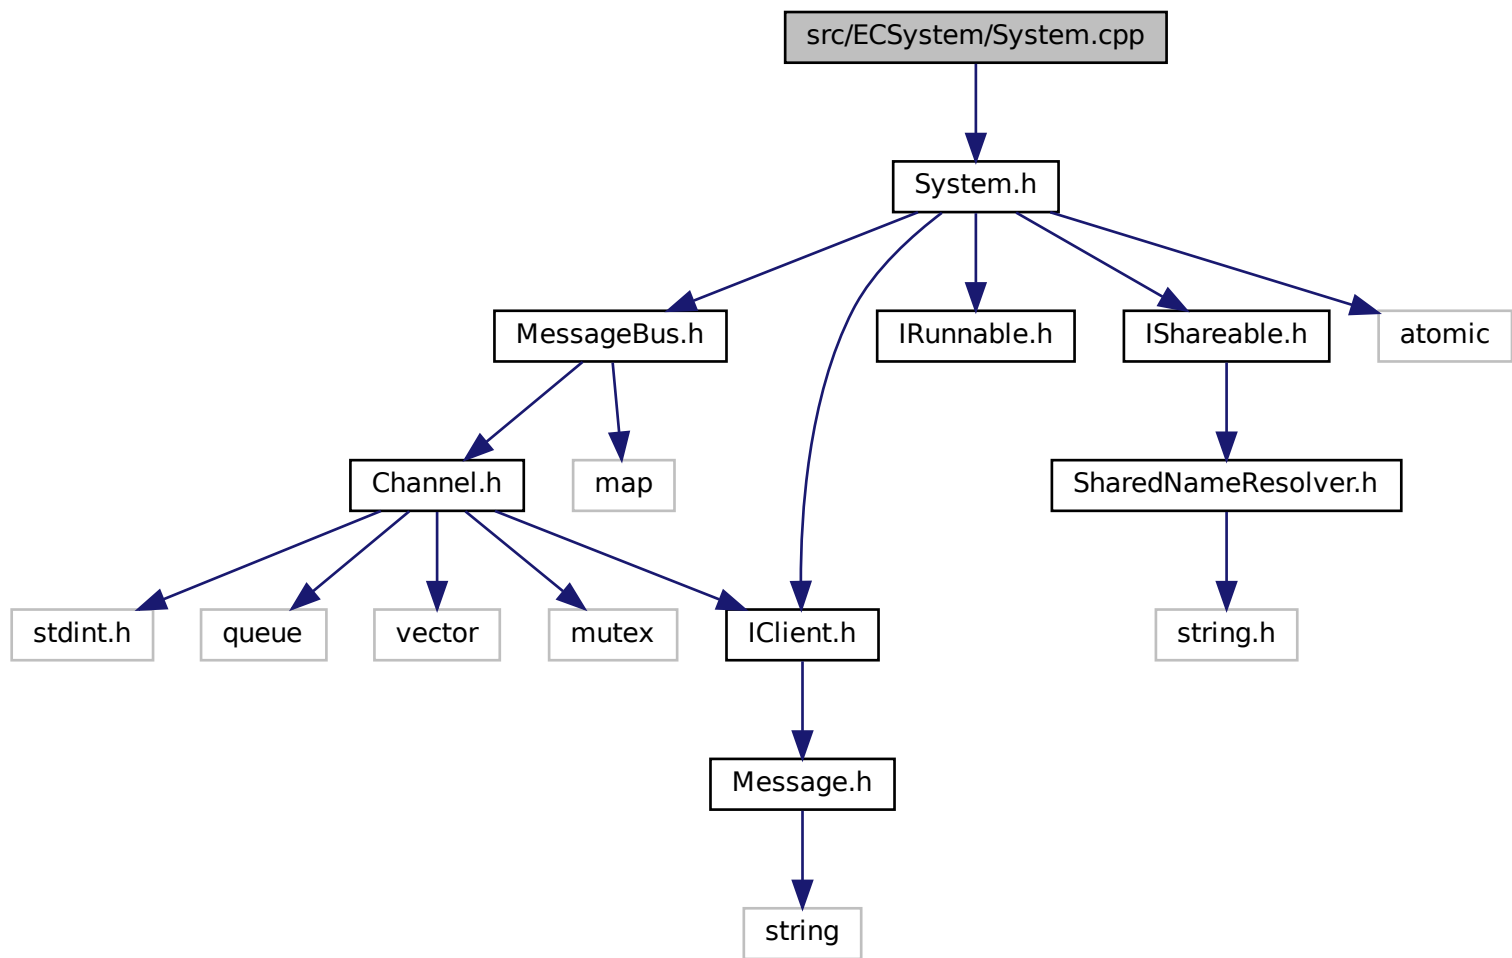 src/ECSystem/System.cpp
System.h
MessageBus.h
IRunnable.h
IShareable.h
atomic
Channel.h
map
SharedNameResolver.h
stdint.h
queue
vector
mutex
IClient.h
string.h
Message.h
string